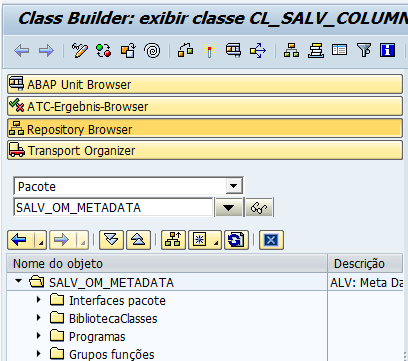 Class Builder: exibir classe CL_SALV_COLUMN
ABAP Unit Browser
ATC-Ergebnis-Browser
Repository Browser
Transport Organizer
Pacote
SALV_OM_METADATA
Nome do objeto Descrição
SALV_OM_METADATA ALV: Meta Da
Interfaces pacote
BibliotecaClasses
Programas
Grupos funções